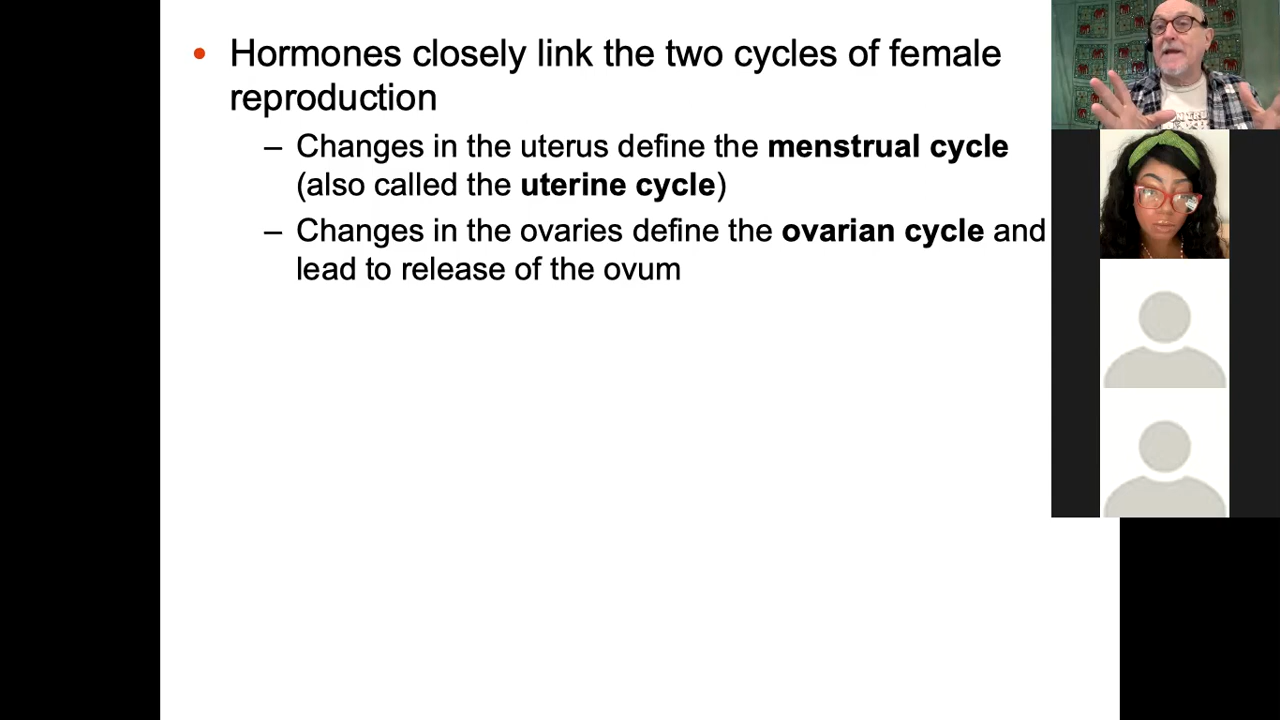 • Hormones closely link the two cycles of female
reproduction
– Changes in the uterus define the menstrual cycle
(also called the uterine cycle)
– Changes in the ovaries define the ovarian cycle and
lead to release of the ovum